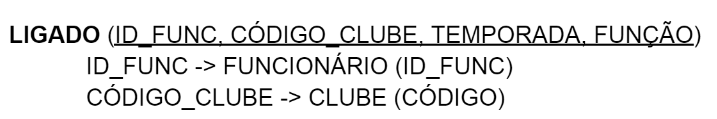 LIGADO (ID_FUNC, CÓDIGO_CLUBE, TEMPORADA, FUNÇÃO)
ID_FUNC -> FUNCIONÁRIO (ID_FUNC)
CÓDIGO_CLUBE -> CLUBE (CÓDIGO)